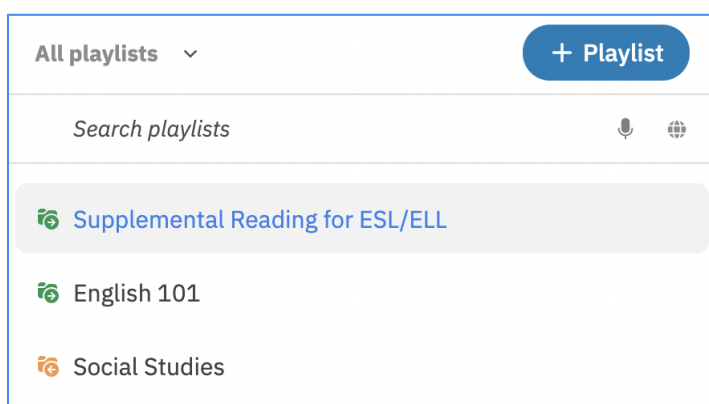 All playlists
+ Playlist
Search playlists
Supplemental Reading for ESL/ELL
English 101
Social Studies